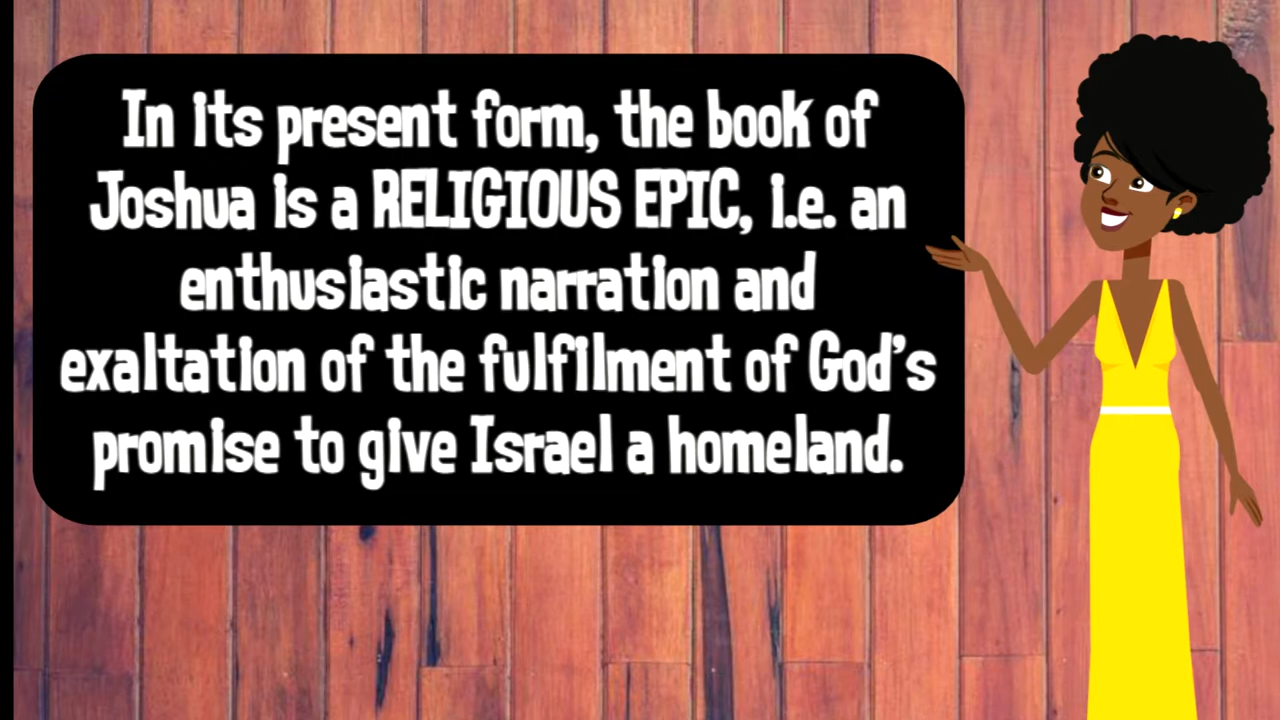 In its present form, the book of
Joshua is a RELIGIOUS EPIC, i.e. an
enthusiastic narration and
exaltation of the fulfilment of God's
promise to give Israel a homeland.